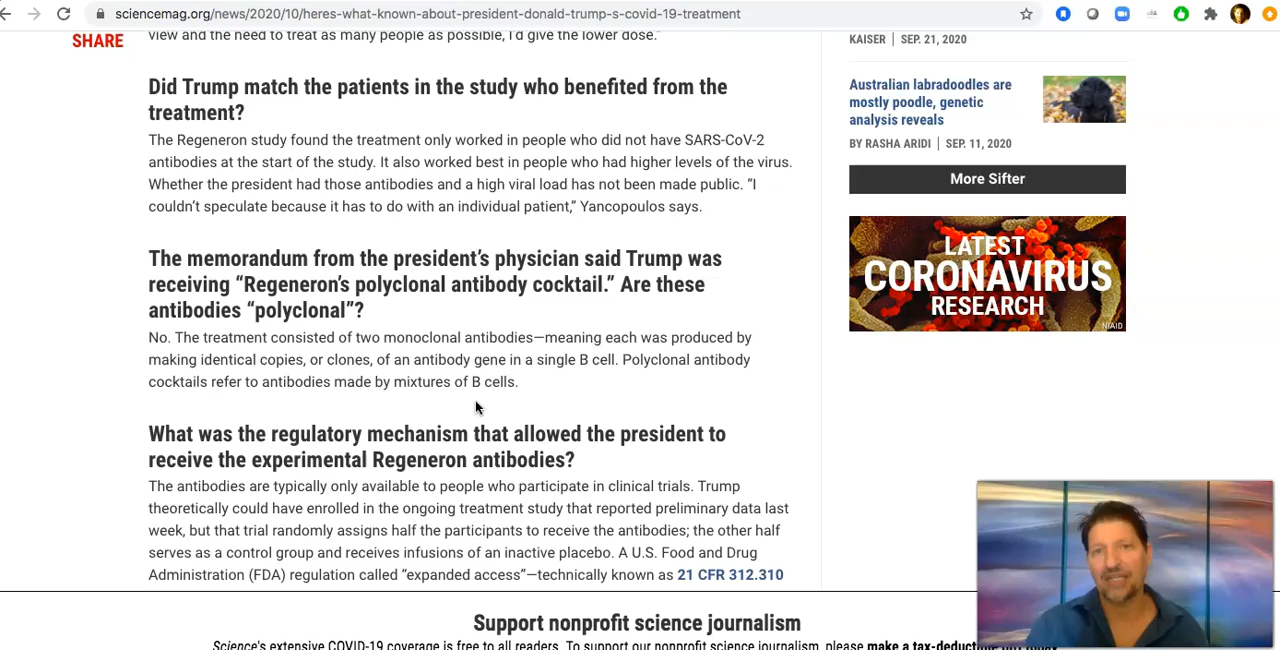 sciencemag.org/news/2020/10/heres-what-known-about-president-donald-trump-s-covid-19-treatment
SHARE
view and the need to treat as many people as possible, I'd give the lower dose."
Did Trump match the patients in the study who benefited from the
treatment?
The Regeneron study found the treatment only worked in people who did not have SARS-CoV-2
antibodies at the start of the study. It also worked best in people who had higher levels of the virus.
Whether the president had those antibodies and a high viral load has not been made public. “I
couldn’t speculate because it has to do with an individual patient,” Yancopoulos says.
The memorandum from the president’s physician said Trump was
receiving “Regeneron’s polyclonal antibody cocktail.” Are these
antibodies “polyclonal”?
No. The treatment consisted of two monoclonal antibodies—meaning each was produced by
making identical copies, or clones, of an antibody gene in a single B cell. Polyclonal antibody
cocktails refer to antibodies made by mixtures of B cells.
What was the regulatory mechanism that allowed the president to
receive the experimental Regeneron antibodies?
The antibodies are typically only available to people who participate in clinical trials. Trump
theoretically could have enrolled in the ongoing treatment study that reported preliminary data last
week, but that trial randomly assigns half the participants to receive the antibodies; the other half
serves as a control group and receives infusions of an inactive placebo. A U.S. Food and Drug
Administration (FDA) regulation called “expanded access”—technically known as 21 CFR 312.310
KAISER | SEP. 21, 2020
Australian labradoodles are
mostly poodle, genetic
analysis reveals
BY RASHA ARIDI | SEP. 11, 2020
More Sifter
LATEST
CORONAVIRUS
RESEARCH
NIAID
Support nonprofit science journalism
Science's extensive COVID-19 coverage is free to all readers. To support our nonprofit science journalism, please make a tax-deductible